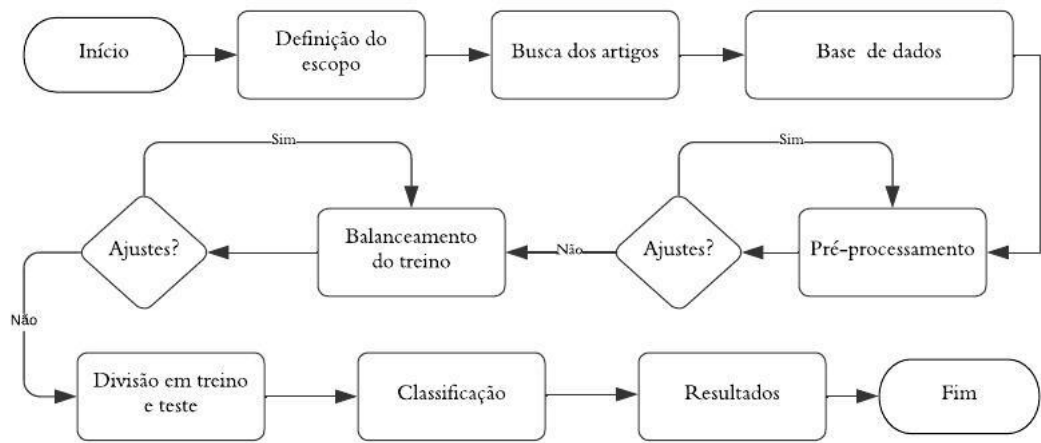 Início
Definição do
escopo
Busca dos artigos
Base de dados
Sim
Sim
Ajustes?
Balanceamento
do treino
Não
Ajustes?
Pré-processamento
Não
Divisão em treino
e teste
Classificação
Resultados
Fim